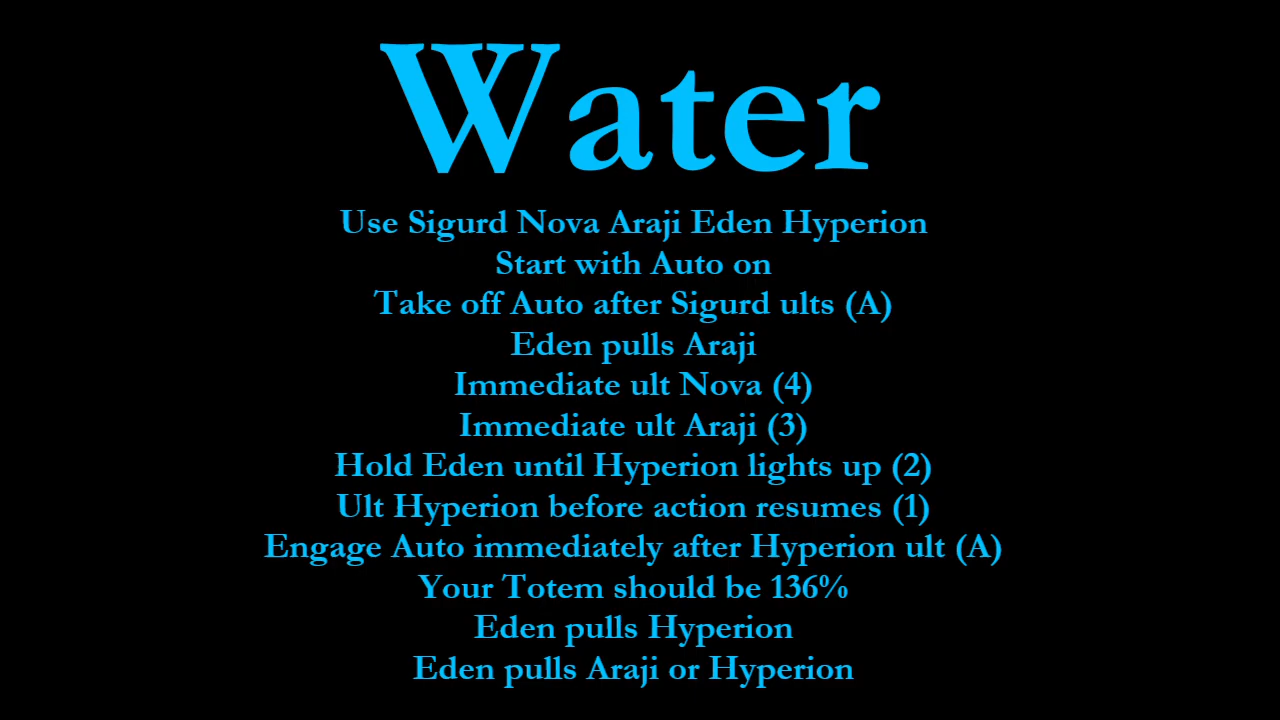 Water
Use Sigurd Nova Araji Eden Hyperion
Start with Auto on
Take off Auto after Sigurd ults (A)
Eden pulls Araji
Immediate ult Nova (4)
Immediate ult Araji (3)
Hold Eden until Hyperion lights up (2)
Ult Hyperion before action resumes (1)
Engage Auto immediately after Hyperion ult (A)
Your Totem should be 136%
Eden pulls Hyperion
Eden pulls Araji or Hyperion